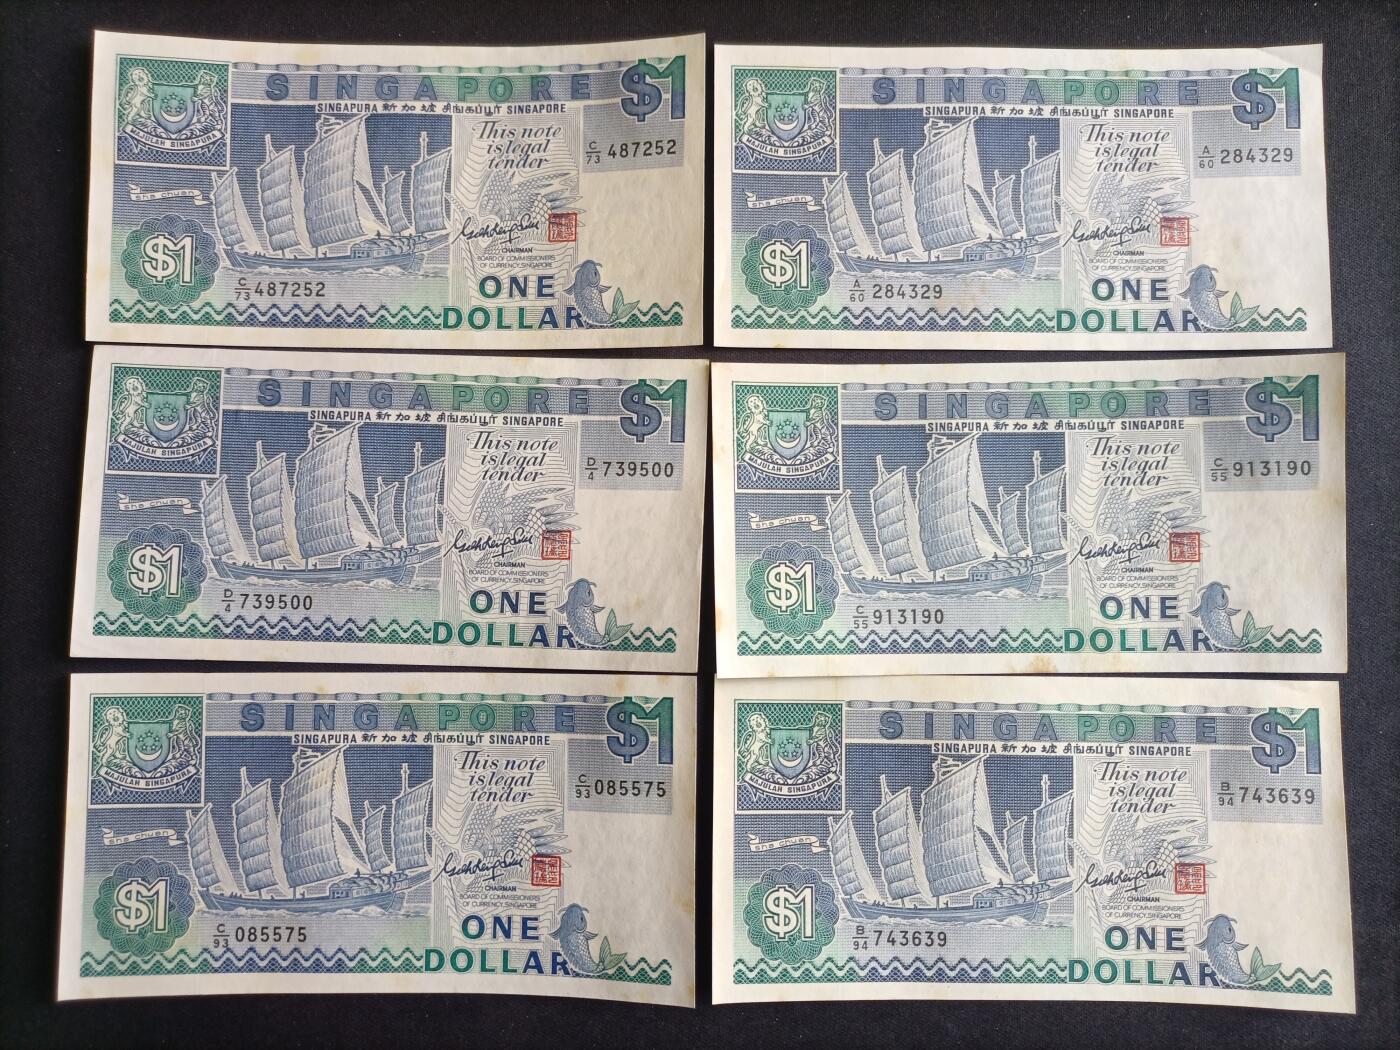 SINGAPORE $1
SINGAPURA 新加坡 சிங்கப்பூர் SINGAPORE
MAJULAH SINGAPURA
This note
is legal
tender
C/73 487252
sha chuan
$1
CHAIRMAN
BOARD OF COMMISSIONERS
OF CURRENCY, SINGAPORE
C/73 487252
ONE
DOLLAR
SINGAPORE $1
SINGAPURA 新加坡 சிங்கப்பூர் SINGAPORE
MAJULAH SINGAPURA
This note
is legal
tender
A/60 284329
sha chuan
$1
CHAIRMAN
BOARD OF COMMISSIONERS
OF CURRENCY, SINGAPORE
A/60 284329
ONE
DOLLAR
SINGAPORE $1
SINGAPURA 新加坡 சிங்கப்பூர் SINGAPORE
MAJULAH SINGAPURA
This note
is legal
tender
D/4 739500
sha chuan
$1
CHAIRMAN
BOARD OF COMMISSIONERS
OF CURRENCY, SINGAPORE
D/4 739500
ONE
DOLLAR
SINGAPORE $1
SINGAPURA 新加坡 சிங்கப்பூர் SINGAPORE
MAJULAH SINGAPURA
This note
is legal
tender
C/55 913190
sha chuan
$1
CHAIRMAN
BOARD OF COMMISSIONERS
OF CURRENCY, SINGAPORE
C/55 913190
ONE
DOLLAR
SINGAPORE $1
SINGAPURA 新加坡 சிங்கப்பூர் SINGAPORE
MAJULAH SINGAPURA
This note
is legal
tender
C/93 085575
sha chuan
$1
CHAIRMAN
BOARD OF COMMISSIONERS
OF CURRENCY, SINGAPORE
C/93 085575
ONE
DOLLAR
SINGAPORE $1
SINGAPURA 新加坡 சிங்கப்பூர் SINGAPORE
MAJULAH SINGAPURA
This note
is legal
tender
B/94 743639
sha chuan
$1
CHAIRMAN
BOARD OF COMMISSIONERS
OF CURRENCY, SINGAPORE
B/94 743639
ONE
DOLLAR